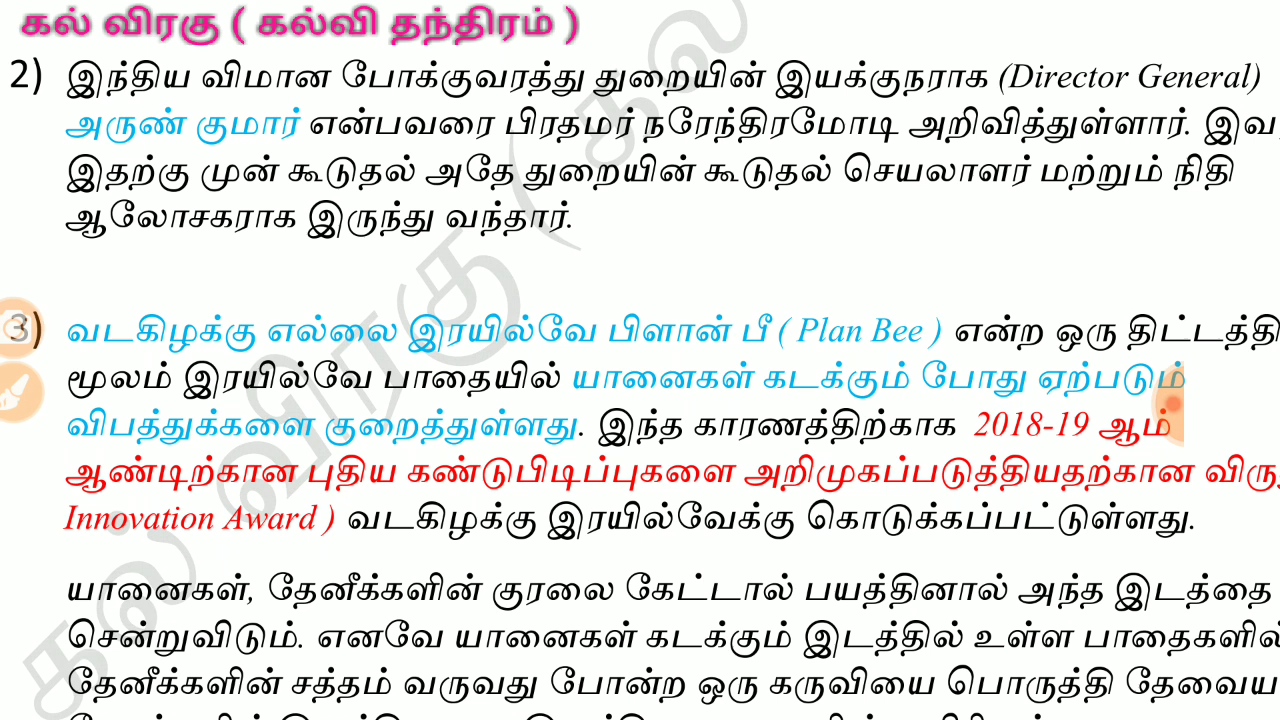 கல் விரகு ( கல்வி தந்திரம் )
2) இந்திய விமான போக்குவரத்து துறையின் இயக்குநராக (Director General)
அருண் குமார் என்பவரை பிரதமர் நரேந்திரமோடி அறிவித்துள்ளார்.
இதற்கு முன் கூடுதல் அதே துறையின் கூடுதல் செயலாளர் மற்றும் நிதி
ஆலோசகராக இருந்து வந்தார்.
3) வடகிழக்கு எல்லை இரயில்வே பிளான் பீ ( Plan Bee ) என்ற ஒரு
மூலம் இரயில்வே பாதையில் யானைகள் கடக்கும் போது ஏற்படும்
விபத்துக்களை குறைத்துள்ளது. இந்த காரணத்திற்காக 2018-19 ஆம்
ஆண்டிற்கான புதிய கண்டுபிடிப்புகளை அறிமுகப்படுத்தியதற்கான
Innovation Award ) வடகிழக்கு இரயில்வேக்கு கொடுக்கப்பட்டுள்ளது.
யானைகள், தேனீக்களின் குரலை கேட்டால் பயத்தினால் அந்த இடத்தை
சென்றுவிடும். எனவே யானைகள் கடக்கும் இடத்தில் உள்ள பாதைகளில்
தேனீக்களின் சத்தம் வருவது போன்ற ஒரு கருவியை பொருத்தி
கல் விரகு (